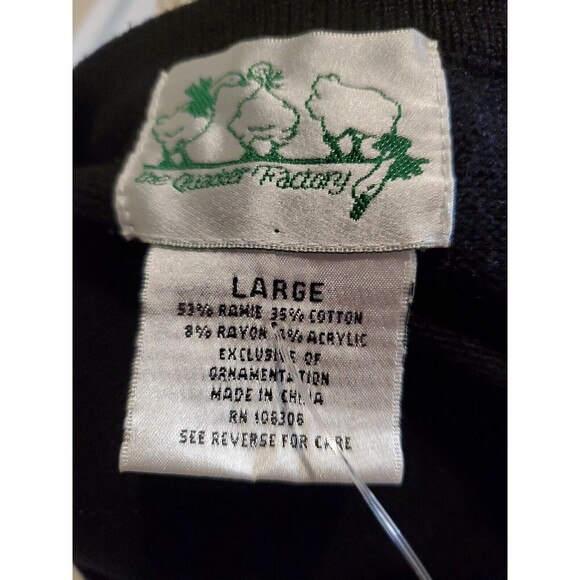 the Quacker Factory
LARGE
53% RAMIE 35% COTTON
8% RAYON 4% ACRYLIC
EXCLUSIVE OF
ORNAMENTATION
MADE IN CHINA
RN 106306
SEE REVERSE FOR CARE